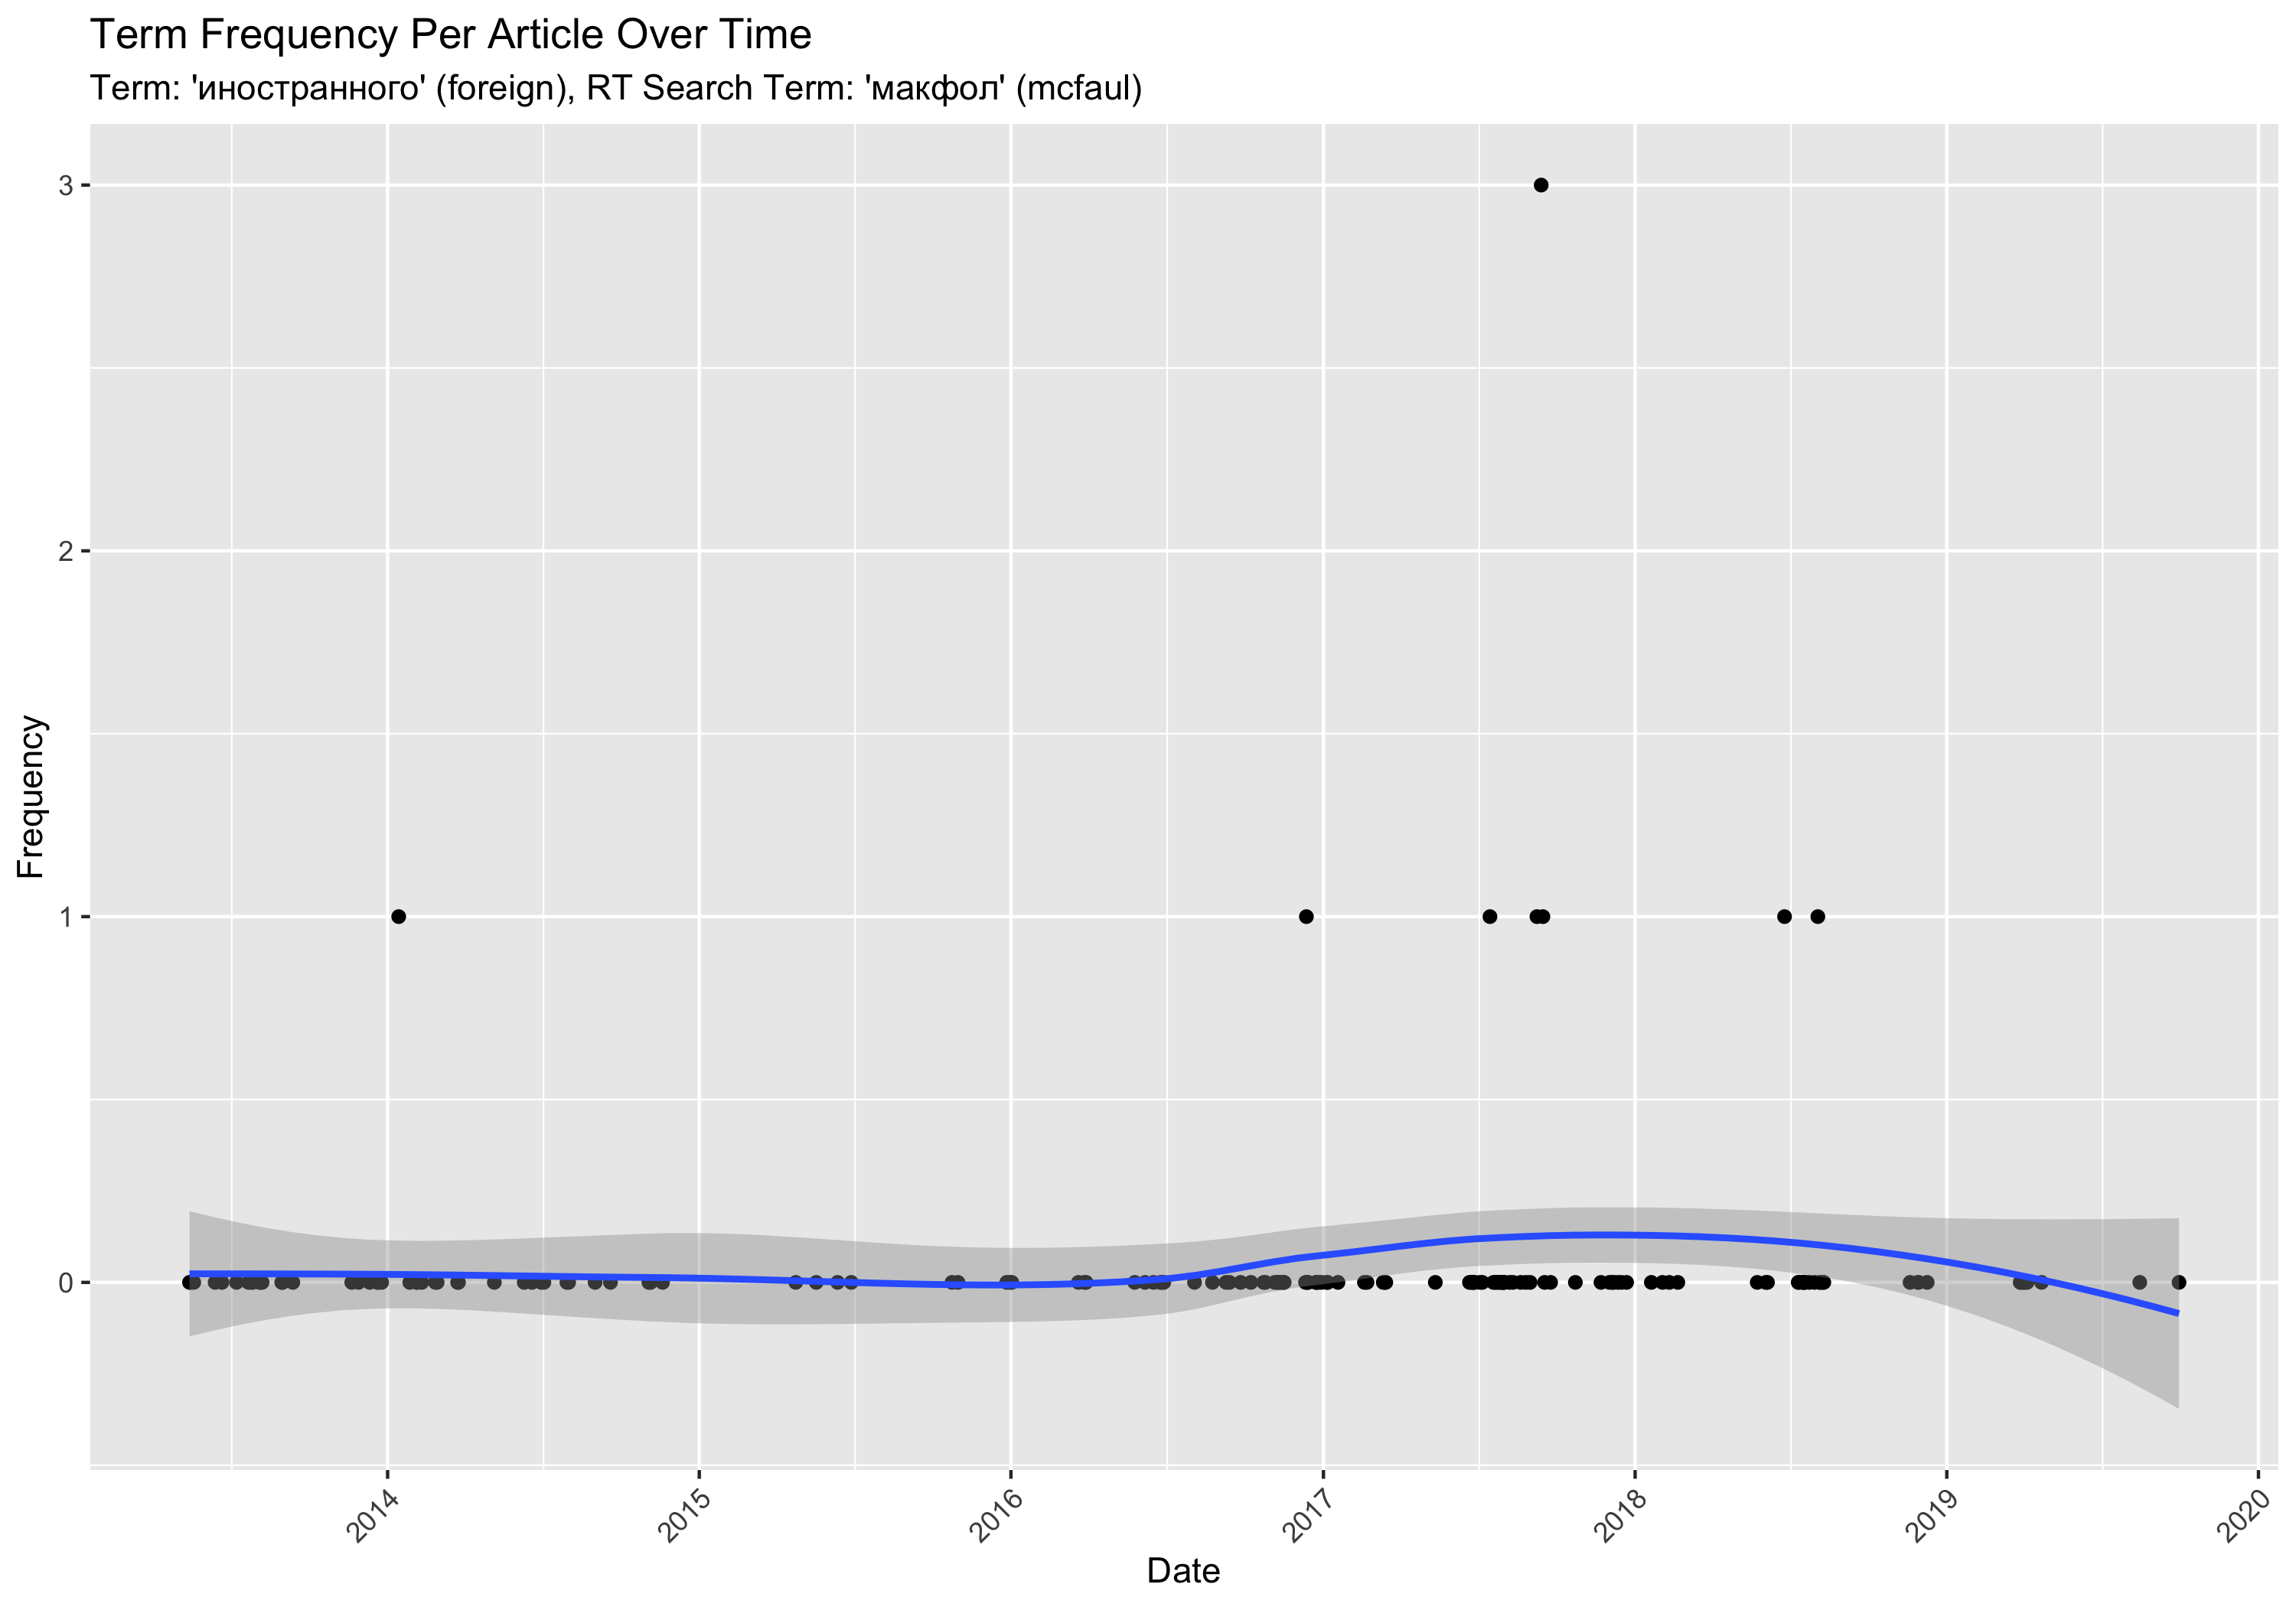 Term Frequency Per Article Over Time
Term: 'иностранного' (foreign), RT Search Term: 'макфол' (mcfaul)
Frequency
3
2
1
0
2014
2015
2016
2017
2018
2019
2020
Date